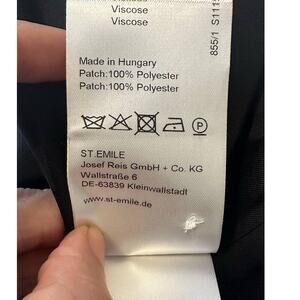 Viscose
Viscose
Made in Hungary
Patch:100% Polyester
Patch:100% Polyester
P
ST.EMILE
Josef Reis GmbH + Co. KG
Wallstraße 6
DE-63839 Kleinwallstadt
www.st-emile.de
855/1 S111